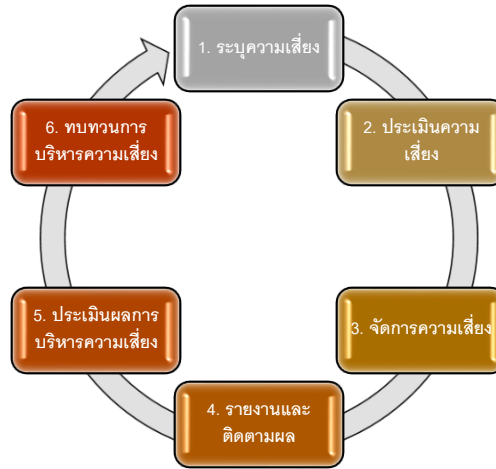 1. ระบุความเสี่ยง
2. ประเมินความ
เสี่ยง
3. จัดการความเสี่ยง
4. รายงานและ
ติดตามผล
5. ประเมินผลการ
บริหารความเสี่ยง
6. ทบทวนการ
บริหารความเสี่ยง